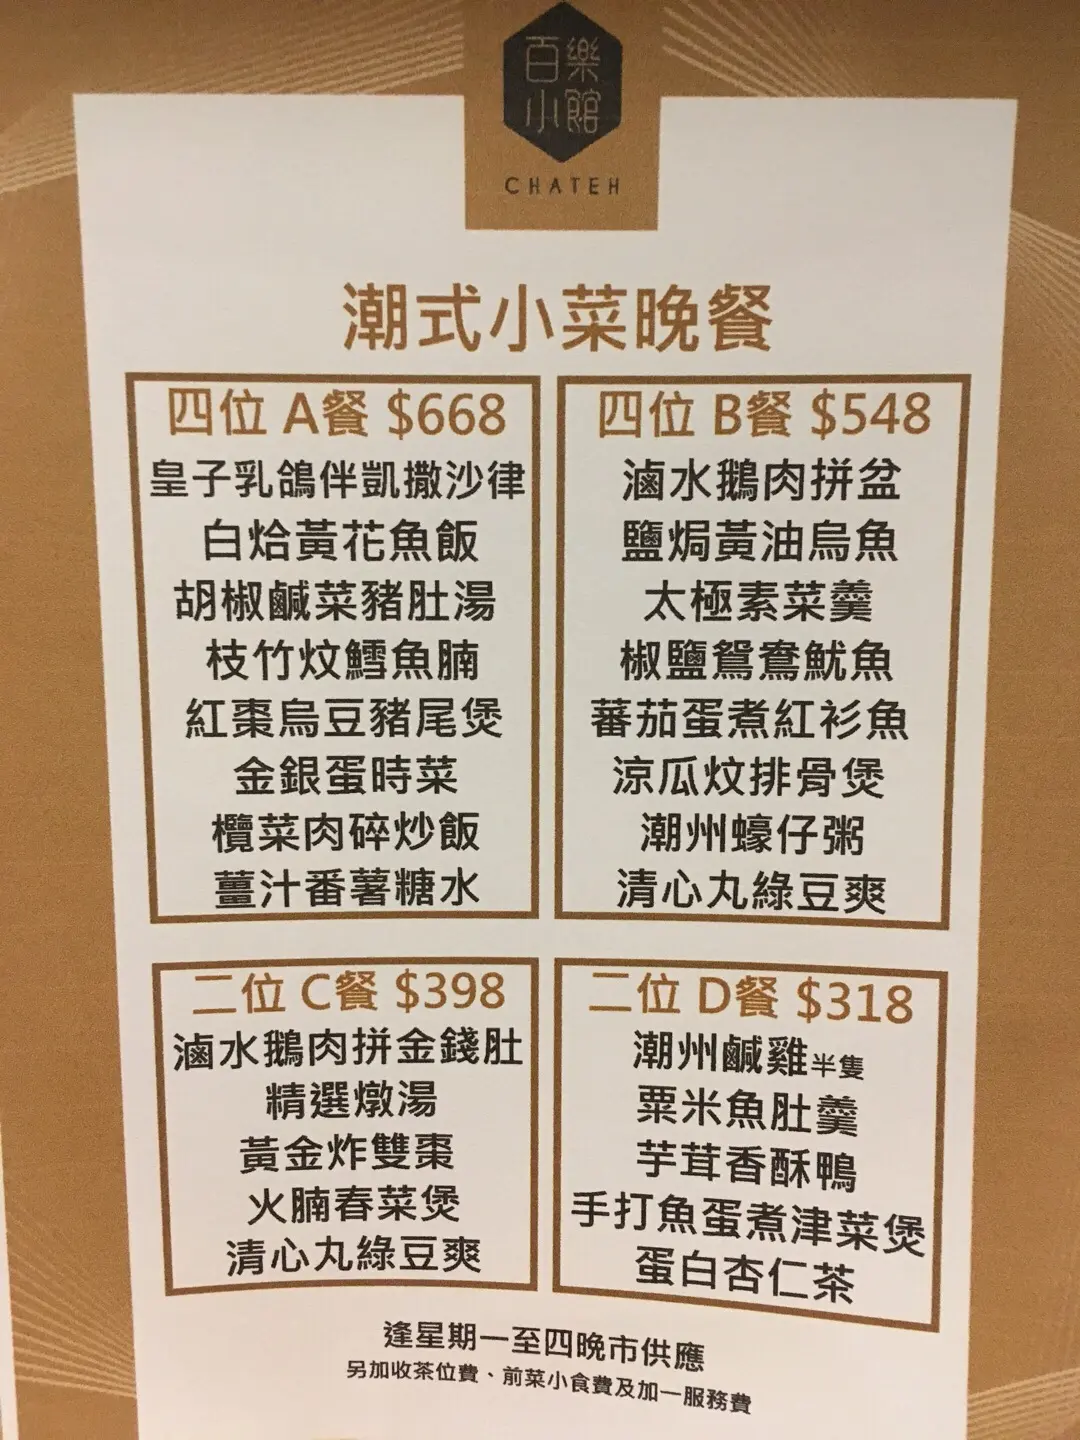 百樂
小館
CHATEH
潮式小菜晚餐
四位 A餐 $668
皇子乳鴿伴凱撒沙律
白烚黃花魚飯
胡椒鹹菜豬肚湯
枝竹炆鱈魚腩
紅棗烏豆豬尾煲
金銀蛋時菜
欖菜肉碎炒飯
薑汁番薯糖水
四位 B餐 $548
滷水鵝肉拼盆
鹽焗黃油烏魚
太極素菜羹
椒鹽鴛鴦魷魚
蕃茄蛋煮紅衫魚
涼瓜炆排骨煲
潮州蠔仔粥
清心丸綠豆爽
二位 C餐 $398
滷水鵝肉拼金錢肚
精選燉湯
黃金炸雙棗
火腩春菜煲
清心丸綠豆爽
二位 D餐 $318
潮州鹹雞半隻
粟米魚肚羹
芋茸香酥鴨
手打魚蛋煮津菜煲
蛋白杏仁茶
逢星期一至四晚市供應
另加收茶位費、前菜小食費及加一服務費